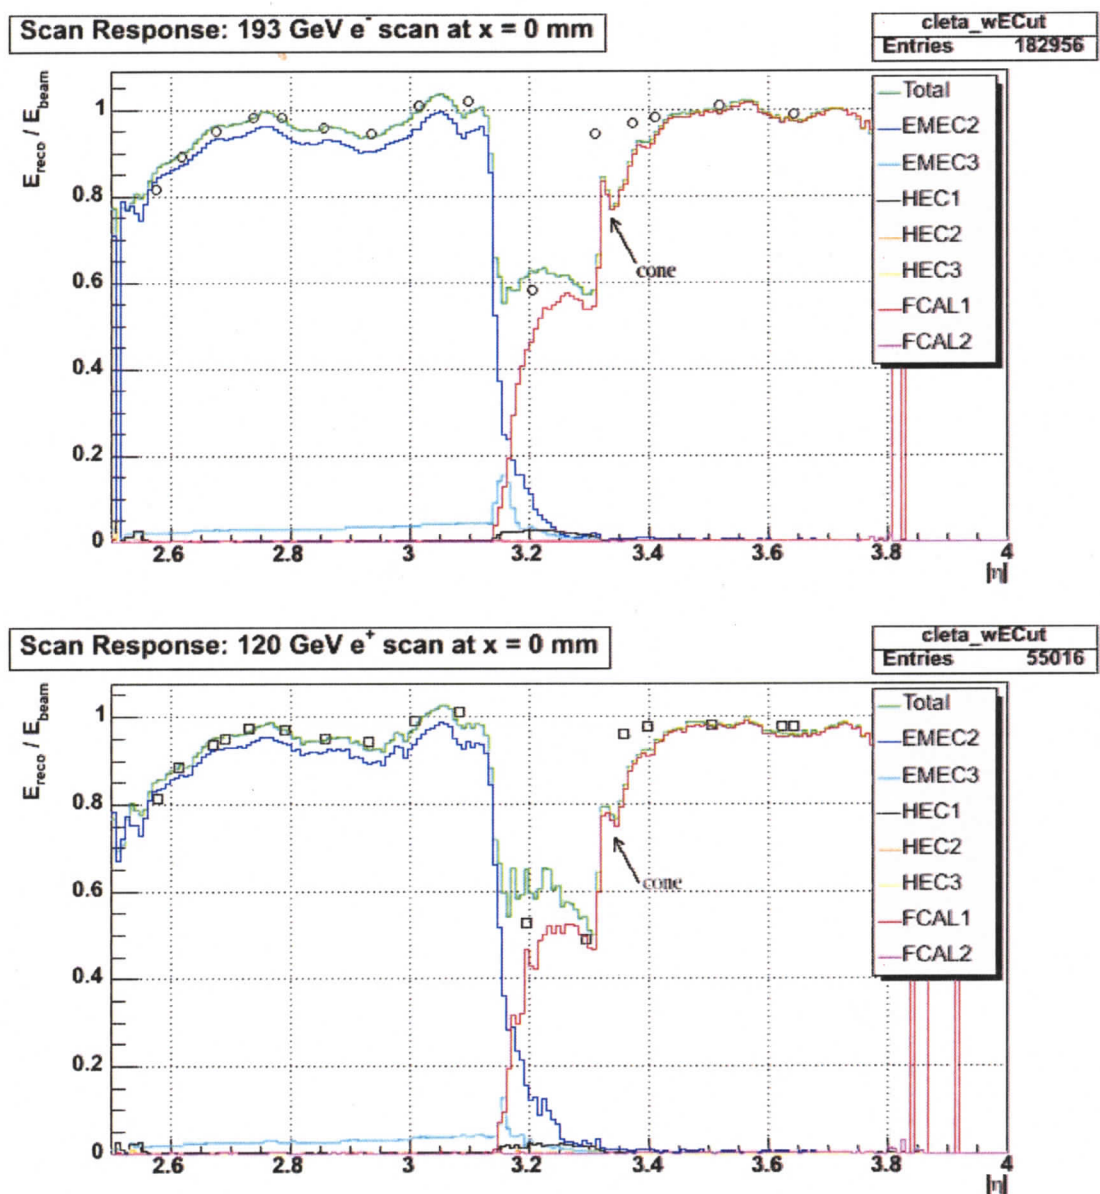 Scan Response: 193 GeV e- scan at x = 0 mm
cleta_wECut
Entries 182956
E_reco / E_beam
1
0.8
0.6
0.4
0.2
0
Total
EMEC2
EMEC3
HEC1
HEC2
HEC3
FCAL1
FCAL2
cone
2.6 2.8 3 3.2 3.4 3.6 3.8 4
|η|
Scan Response: 120 GeV e+ scan at x = 0 mm
cleta_wECut
Entries 55016
E_reco / E_beam
1
0.8
0.6
0.4
0.2
0
Total
EMEC2
EMEC3
HEC1
HEC2
HEC3
FCAL1
FCAL2
cone
2.6 2.8 3 3.2 3.4 3.6 3.8 4
|η|